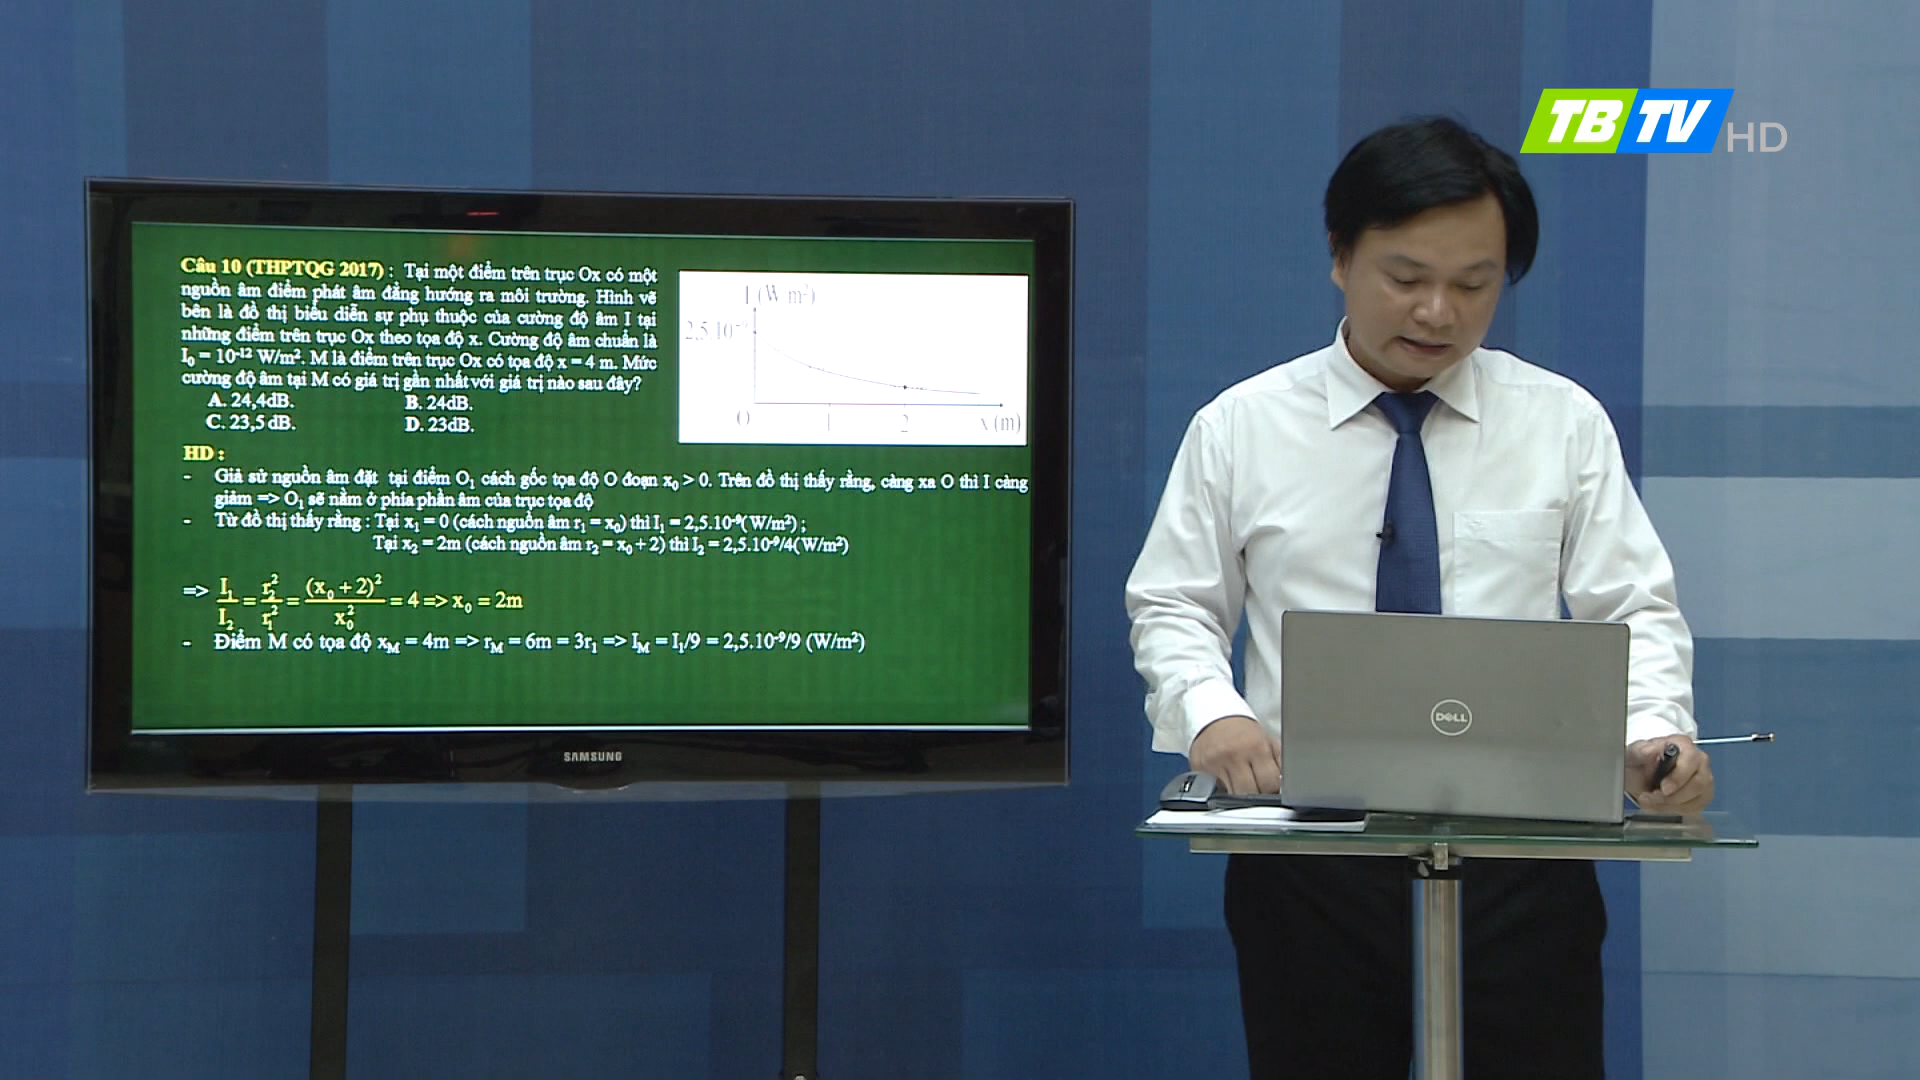 TBTV HD
Câu 10 (THPTQG 2017) : Tại một điểm trên trục Ox có một
nguồn âm điểm phát âm đẳng hướng ra môi trường. Hình vẽ
bên là đồ thị biểu diễn sự phụ thuộc của cường độ âm I tại
những điểm trên trục Ox theo tọa độ x. Cường độ âm chuẩn là
I₀ = 10⁻¹² W/m². M là điểm trên trục Ox có tọa độ x = 4 m. Mức
cường độ âm tại M có giá trị gần nhất với giá trị nào sau đây?
A. 24,4dB. B. 24dB.
C. 23,5dB. D. 23dB.
I (W m²)
2,5.10⁻⁹
O 1 2 x (m)
HD :
- Giả sử nguồn âm đặt tại điểm O₁ cách gốc tọa độ O đoạn x₀ > 0. Trên đồ thị thấy rằng, càng xa O thì I càng
giảm => O₁ sẽ nằm ở phía phần âm của trục tọa độ
- Từ đồ thị thấy rằng : Tại x₁ = 0 (cách nguồn âm r₁ = x₀) thì I₁ = 2,5.10⁻⁹(W/m²) ;
Tại x₂ = 2m (cách nguồn âm r₂ = x₀ + 2) thì I₂ = 2,5.10⁻⁹/4(W/m²)
=> I₁/I₂ = r₂²/r₁² = (x₀ + 2)²/x₀² = 4 => x₀ = 2m
- Điểm M có tọa độ x_M = 4m => r_M = 6m = 3r₁ => I_M = I₁/9 = 2,5.10⁻⁹/9 (W/m²)
SAMSUNG
DELL